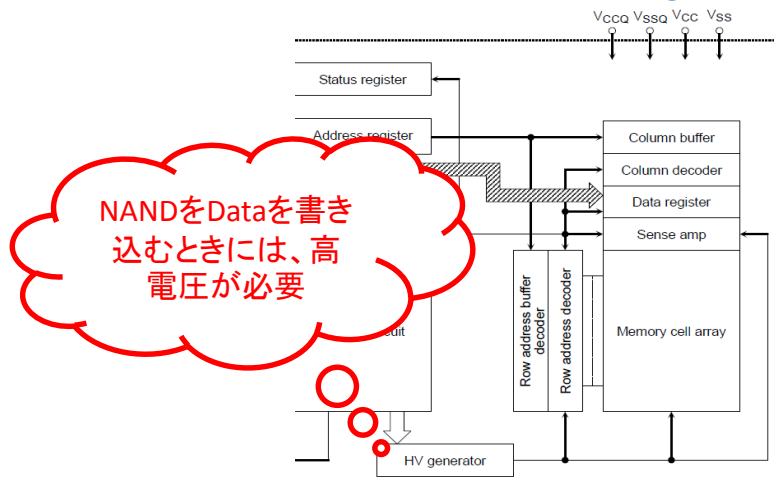 VCCQ VSSQ VCC VSS
Status register
Address register
Column buffer
Column decoder
Data register
Sense amp
NANDをDataを書き
込むときには、高
電圧が必要
Row address buffer
decoder
Row address decoder
Memory cell array
HV generator